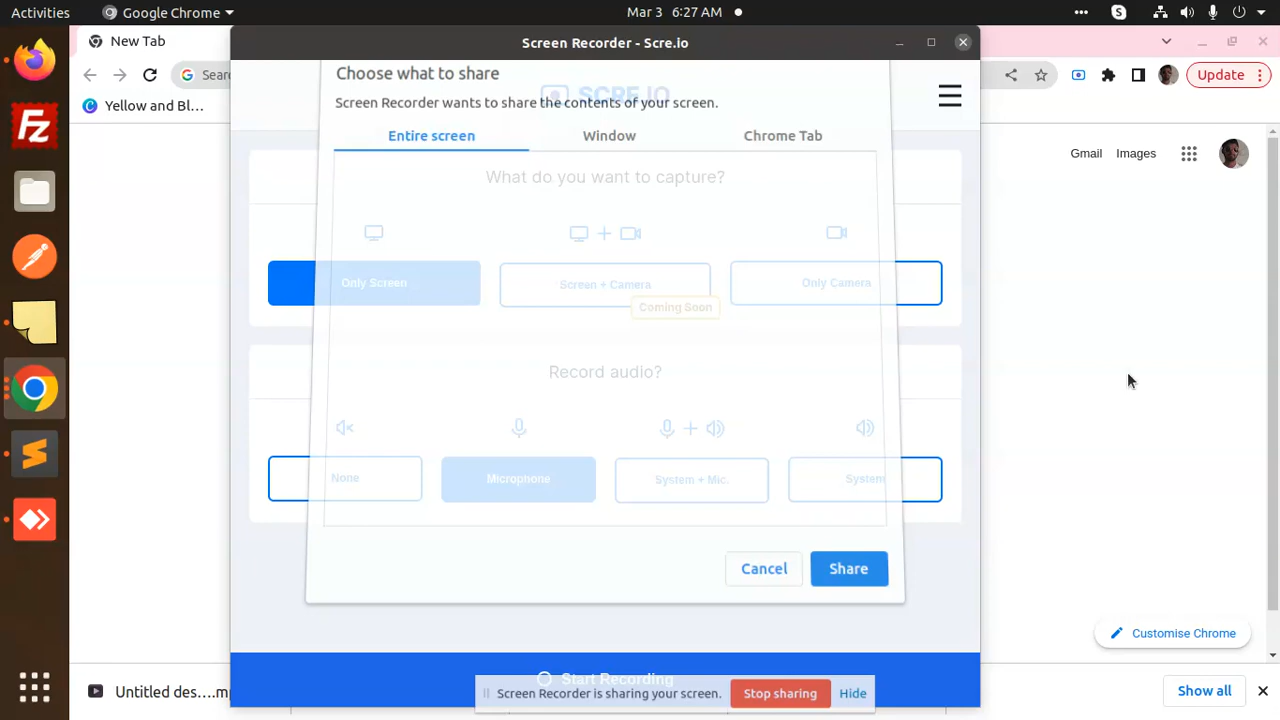 Activities
Google Chrome
Mar 3 6:27 AM
New Tab
Screen Recorder - Scre.io
Sear
Update
Yellow and Bl...
Choose what to share
SCRE.IO
Screen Recorder wants to share the contents of your screen.
Entire screen
Window
Chrome Tab
Gmail
Images
What do you want to capture?
Only Screen
Screen + Camera
Only Camera
Coming Soon
Record audio?
None
Microphone
System + Mic.
System
Cancel
Share
Customise Chrome
Start Recording
Screen Recorder is sharing your screen.
Stop sharing
Hide
Untitled des....mp
Show all